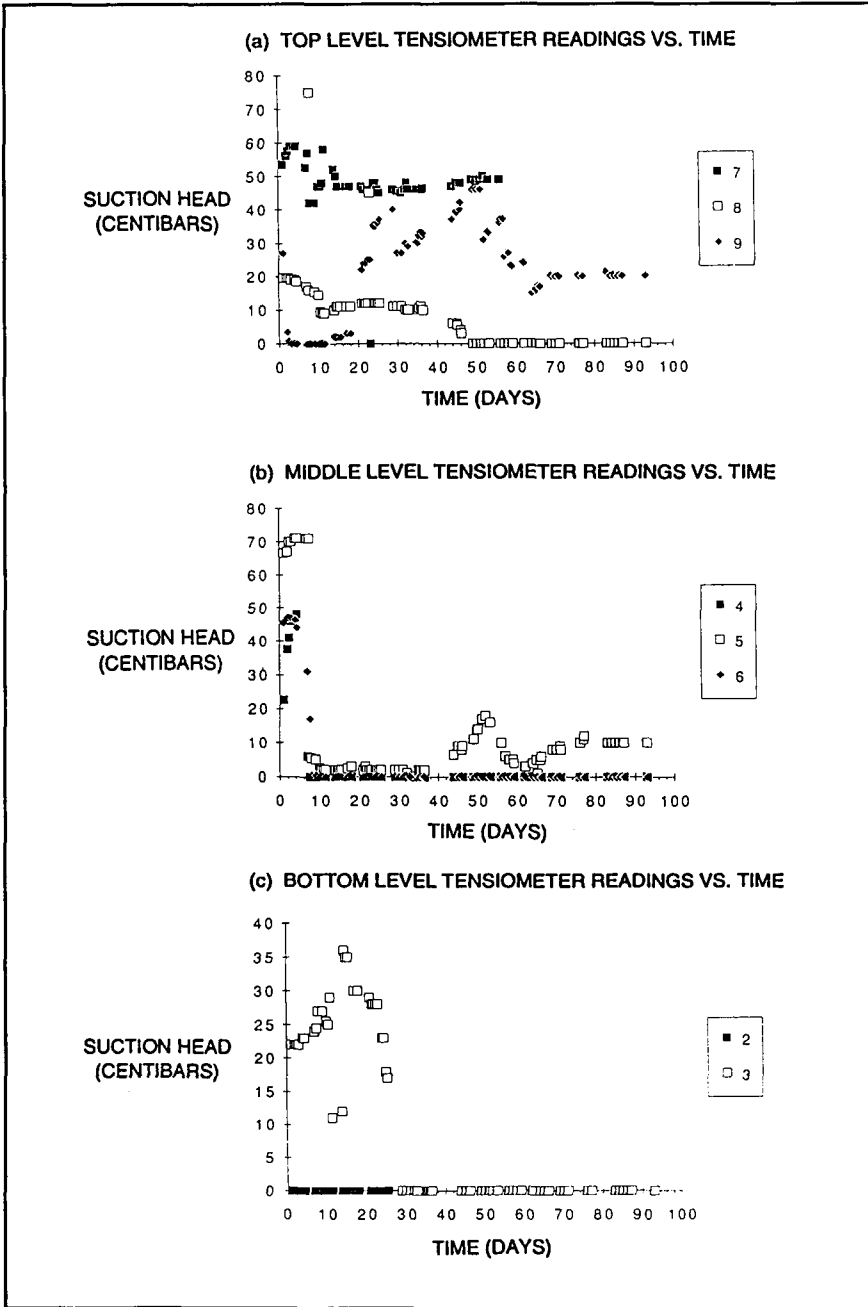 (a) TOP LEVEL TENSIOMETER READINGS VS. TIME
80
70
60
50
40
30
20
10
0
SUCTION HEAD
(CENTIBARS)
7
8
9
0 10 20 30 40 50 60 70 80 90 100
TIME (DAYS)
(b) MIDDLE LEVEL TENSIOMETER READINGS VS. TIME
80
70
60
50
40
30
20
10
0
SUCTION HEAD
(CENTIBARS)
4
5
6
0 10 20 30 40 50 60 70 80 90 100
TIME (DAYS)
(c) BOTTOM LEVEL TENSIOMETER READINGS VS. TIME
40
35
30
25
20
15
10
5
0
SUCTION HEAD
(CENTIBARS)
2
3
0 10 20 30 40 50 60 70 80 90 100
TIME (DAYS)